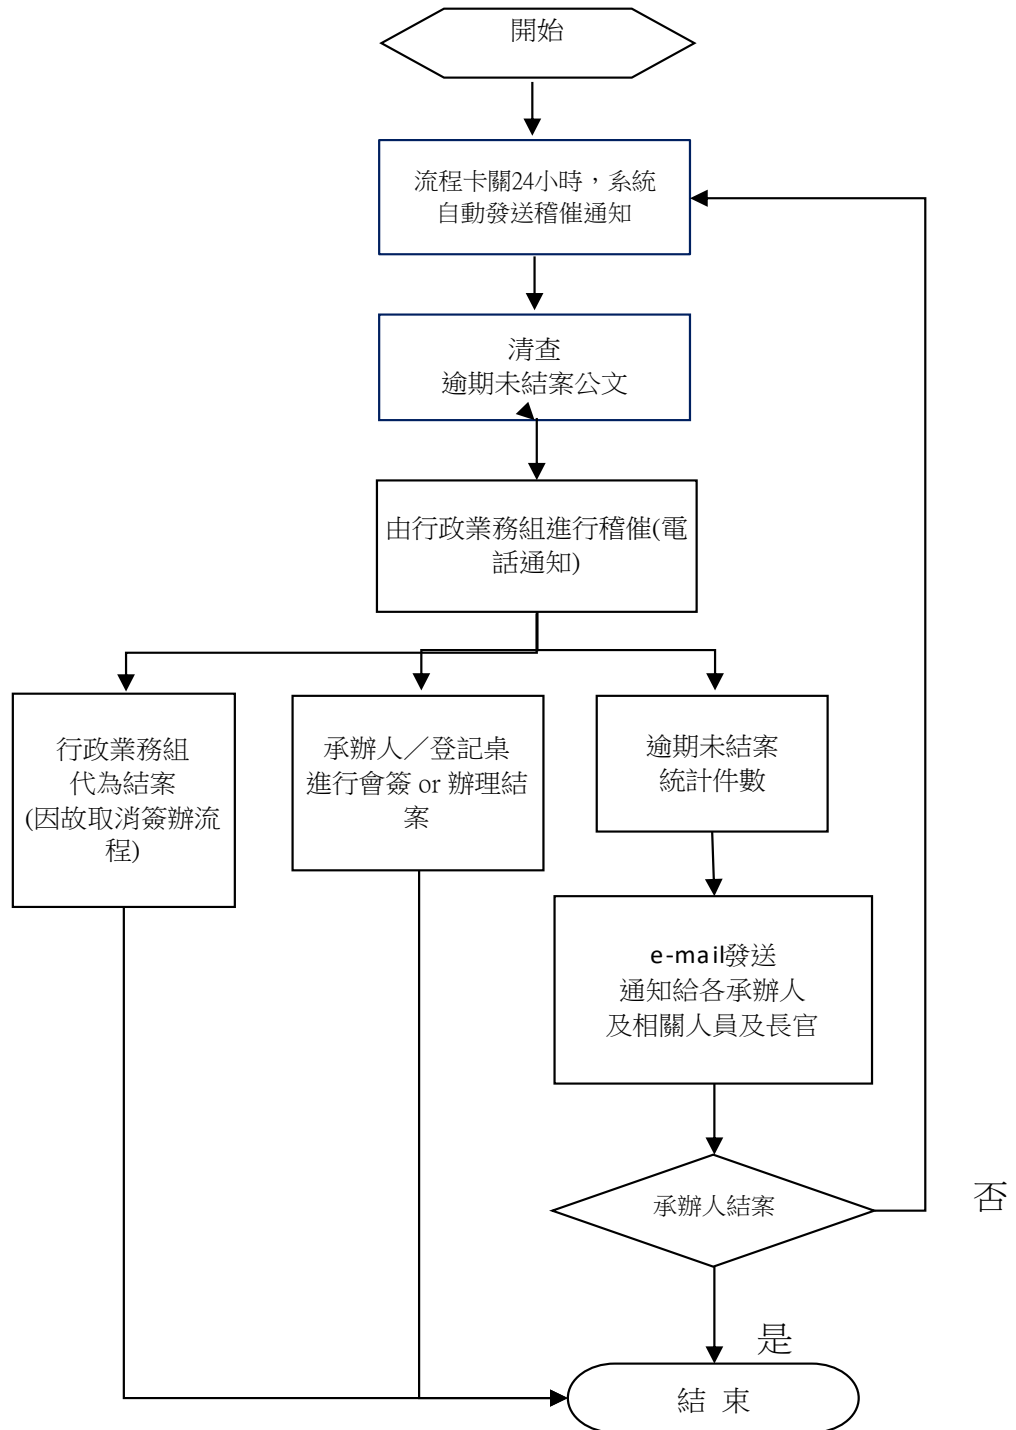 開始
流程卡關24小時，系統
自動發送稽催通知
清查
逾期未結案公文
由行政業務組進行稽催(電
話通知)
行政業務組
代為結案
(因故取消簽辦流
程)
承辦人／登記桌
進行會簽 or 辦理結
案
逾期未結案
統計件數
e-mail發送
通知給各承辦人
及相關人員及長官
承辦人結案
否
是
結 束